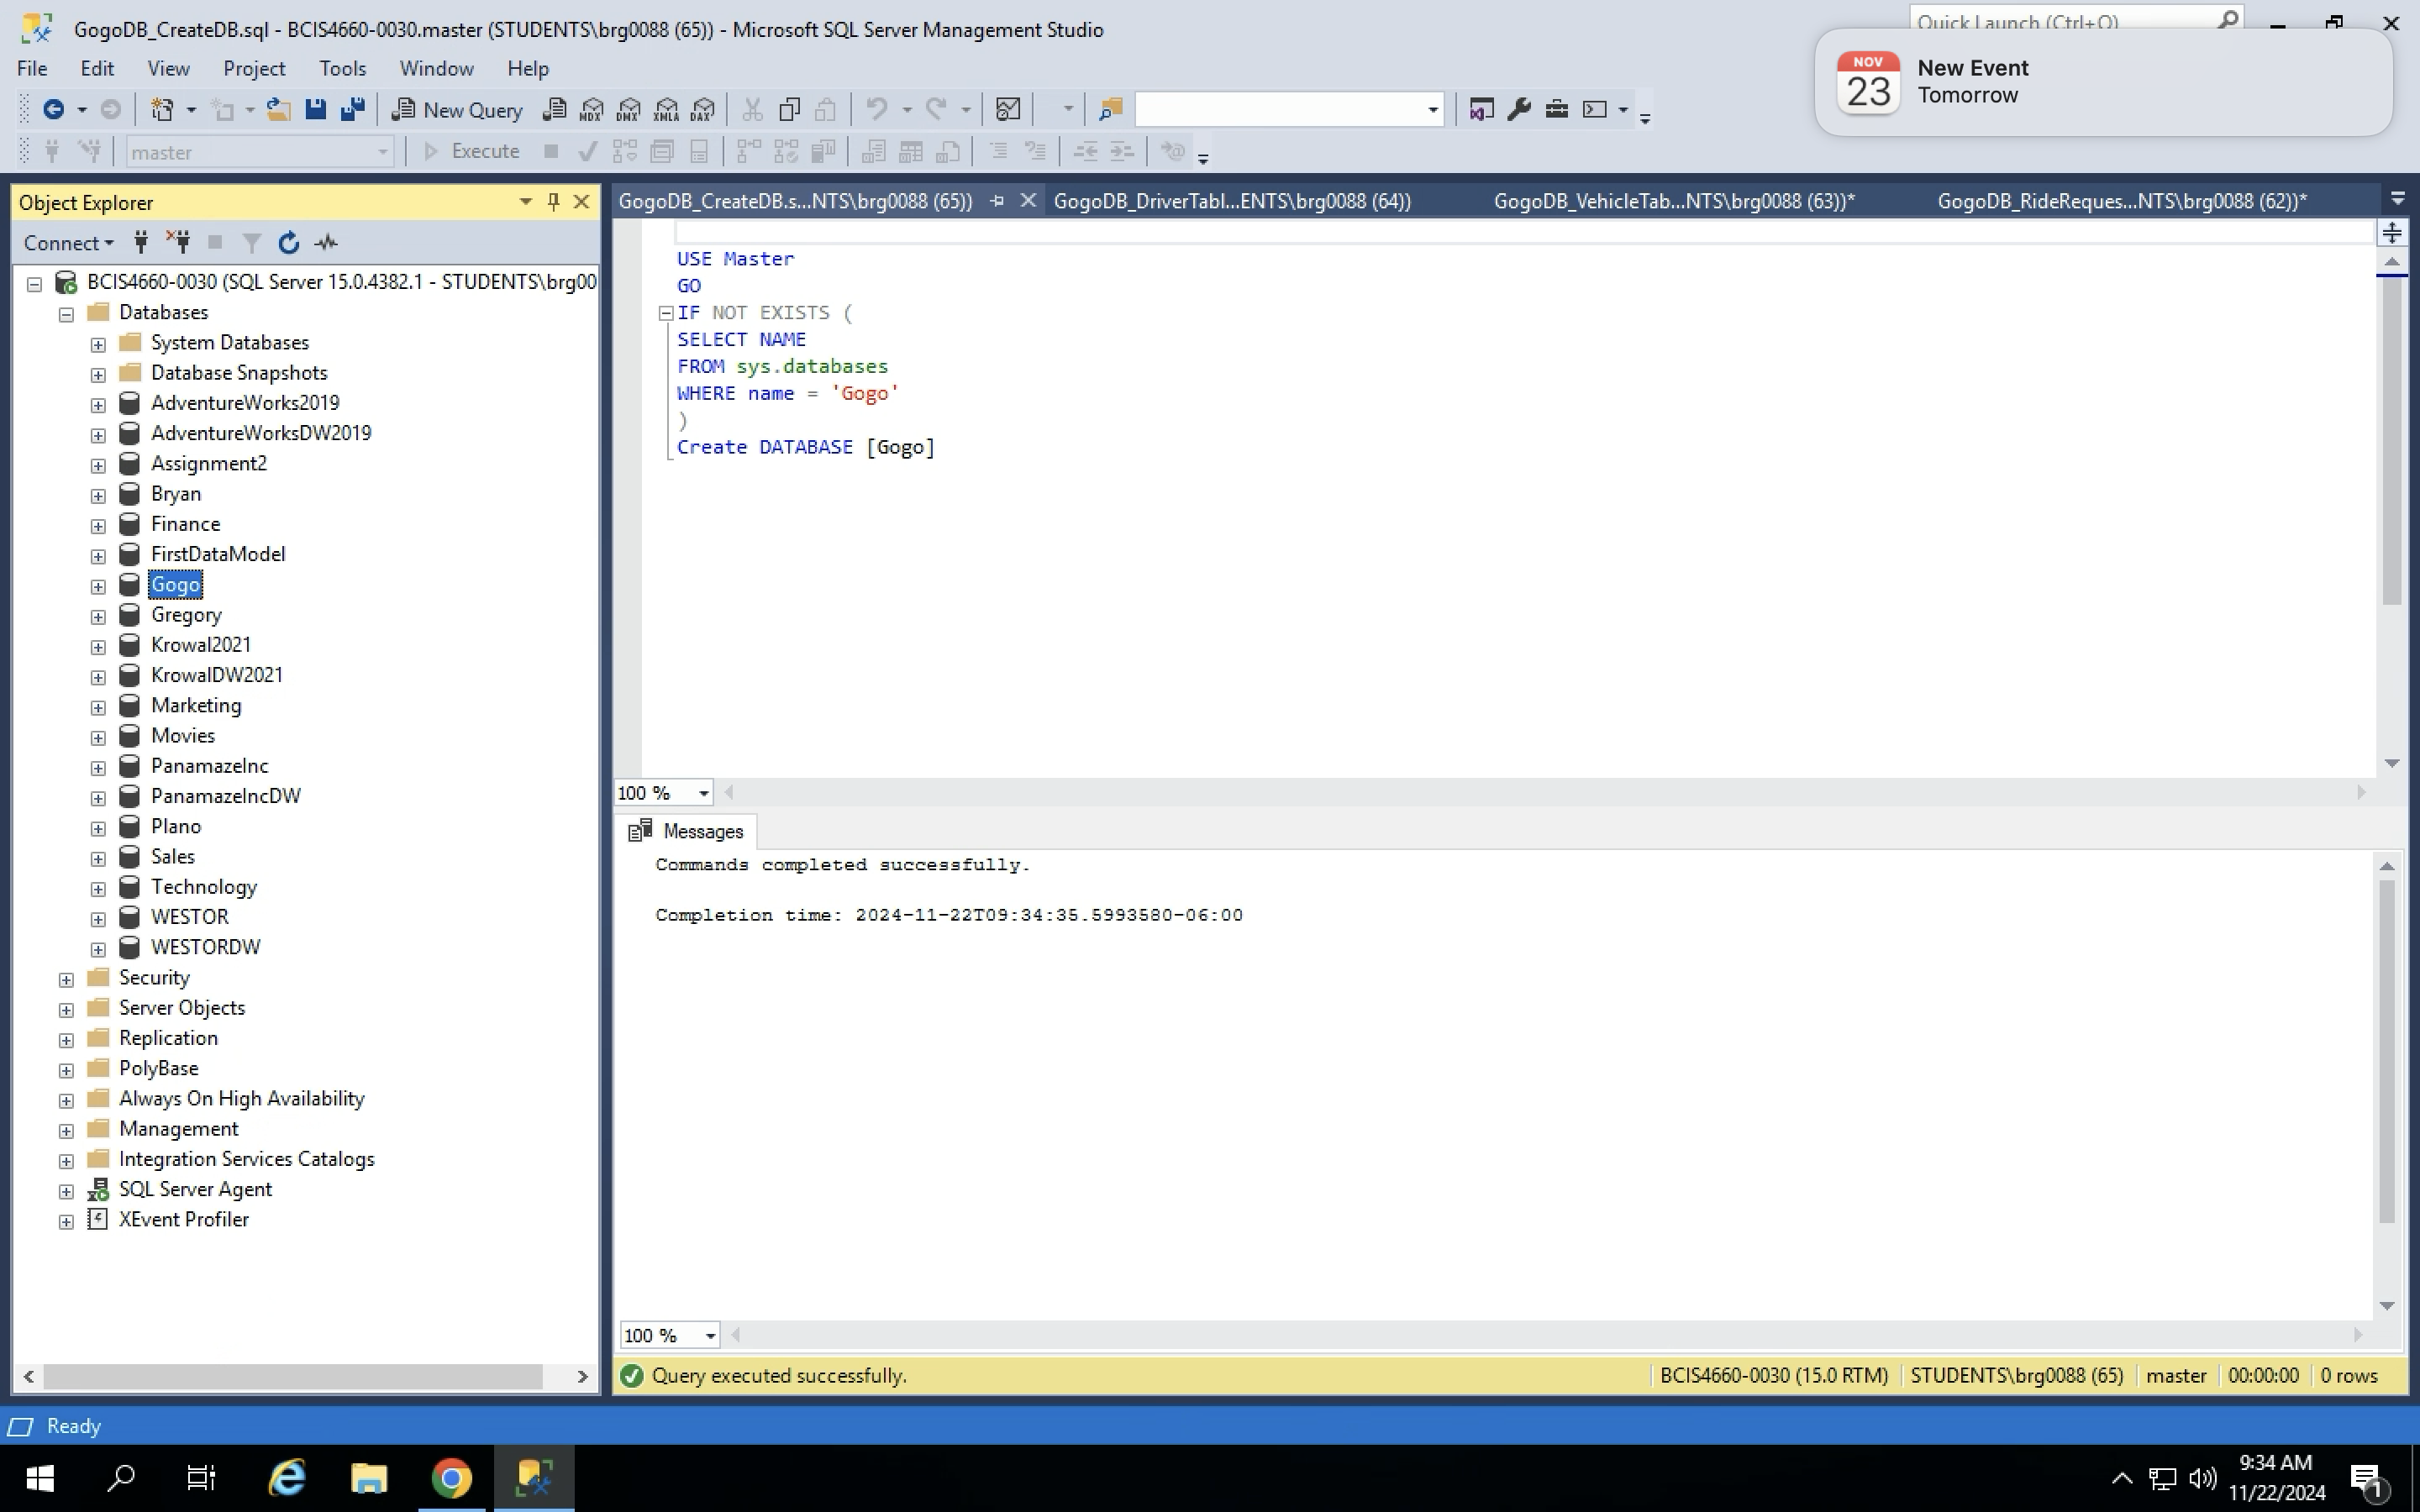 GogoDB_CreateDB.sql - BCIS4660-0030.master (STUDENTS\brg0088 (65)) - Microsoft SQL Server Management Studio
Quick Launch (Ctrl+Q)
NOV
23
New Event
Tomorrow
File Edit View Project Tools Window Help
New Query MDX DMX XMLA DAX
master Execute
Object Explorer
GogoDB_CreateDB.s...NTS\brg0088 (65)) GogoDB_DriverTabl...ENTS\brg0088 (64)) GogoDB_VehicleTab...NTS\brg0088 (63))* GogoDB_RideReques...NTS\brg0088 (62))*
Connect
BCIS4660-0030 (SQL Server 15.0.4382.1 - STUDENTS\brg00
Databases
System Databases
Database Snapshots
AdventureWorks2019
AdventureWorksDW2019
Assignment2
Bryan
Finance
FirstDataModel
Gogo
Gregory
Krowal2021
KrowalDW2021
Marketing
Movies
PanamazeInc
PanamazeIncDW
Plano
Sales
Technology
WESTOR
WESTORDW
Security
Server Objects
Replication
PolyBase
Always On High Availability
Management
Integration Services Catalogs
SQL Server Agent
XEvent Profiler
USE Master
GO
IF NOT EXISTS (
SELECT NAME
FROM sys.databases
WHERE name = 'Gogo'
)
Create DATABASE [Gogo]
100 %
Messages
Commands completed successfully.
Completion time: 2024-11-22T09:34:35.5993580-06:00
100 %
Query executed successfully. BCIS4660-0030 (15.0 RTM) STUDENTS\brg0088 (65) master 00:00:00 0 rows
Ready
9:34 AM
11/22/2024
1